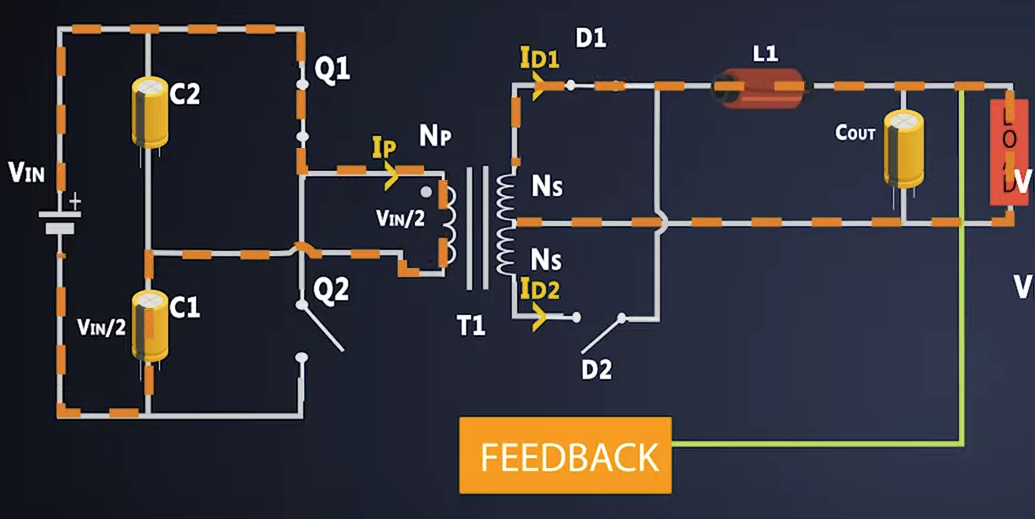 D1
ID1
L1
Q1
C2
NP
IP
COUT
LOAD
VIN
+
NS
V
VIN/2
NS
ID2
V
Q2
C1
VIN/2
T1
D2
FEEDBACK